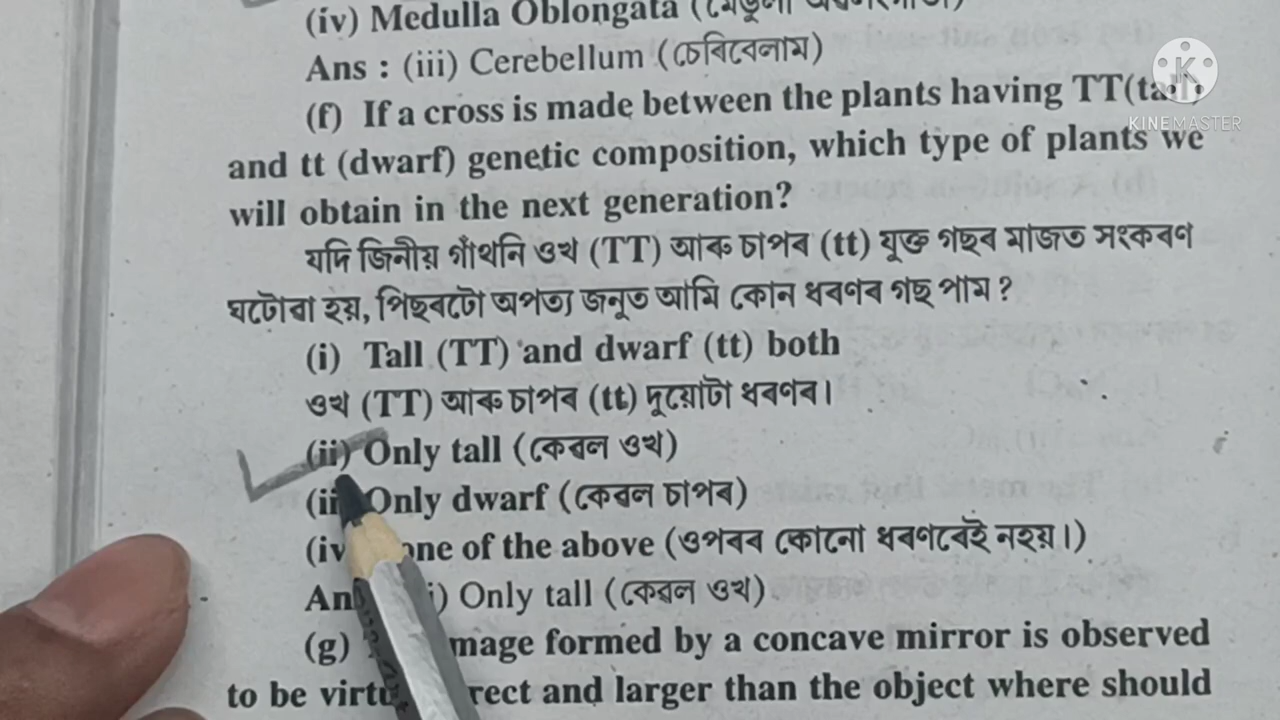 (iv) Medulla Oblongata
Ans : (iii) Cerebellum (চেৰিবেলাম)
(f) If a cross is made between the plants having TT(tall)
and tt (dwarf) genetic composition, which type of plants we
will obtain in the next generation?
যদি জিনীয় গাঁথনি ওখ (TT) আৰু চাপৰ (tt) যুক্ত গছৰ মাজত সংকৰণ
ঘটোৱা হয়, পিছৰটো অপত্য জনুত আমি কোন ধৰণৰ গছ পাম ?
(i) Tall (TT) and dwarf (tt) both
ওখ (TT) আৰু চাপৰ (tt) দুয়োটা ধৰণৰ।
(ii) Only tall (কেৱল ওখ)
Only dwarf (কেৱল চাপৰ)
of the above (ওপৰৰ কোনো ধৰণৰেই নহয়।)
Only tall (কেৱল ওখ)
(g) formed by a concave mirror is observed
to be and larger than the object where should
KINEMASTER